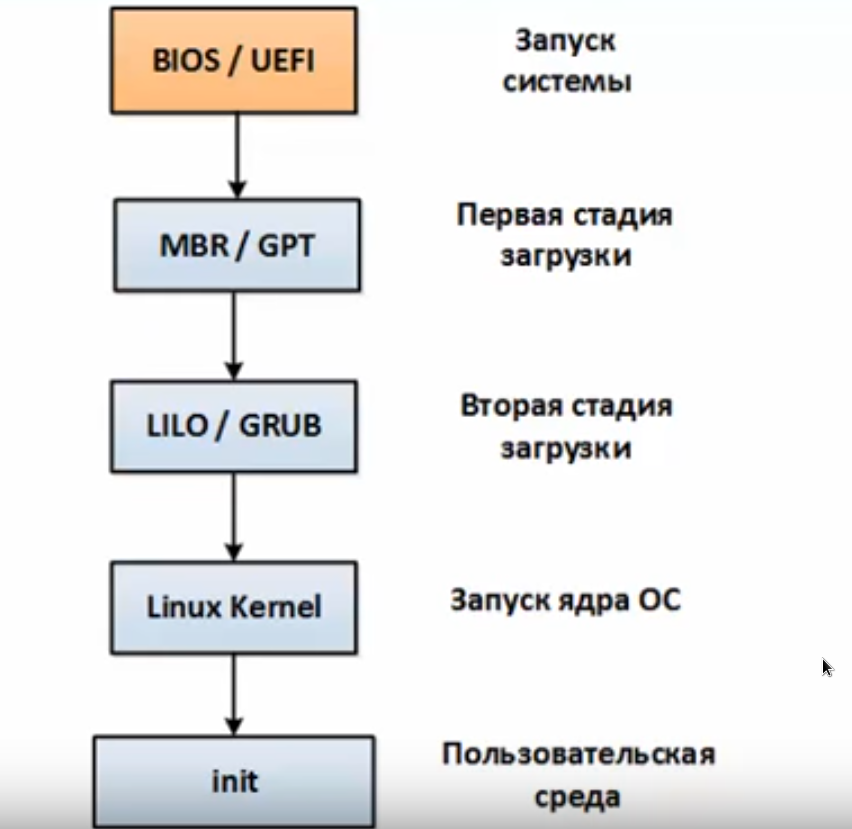 BIOS / UEFI
Запуск
системы
MBR / GPT
Первая стадия
загрузки
LILO / GRUB
Вторая стадия
загрузки
Linux Kernel
Запуск ядра ОС
init
Пользовательская
среда